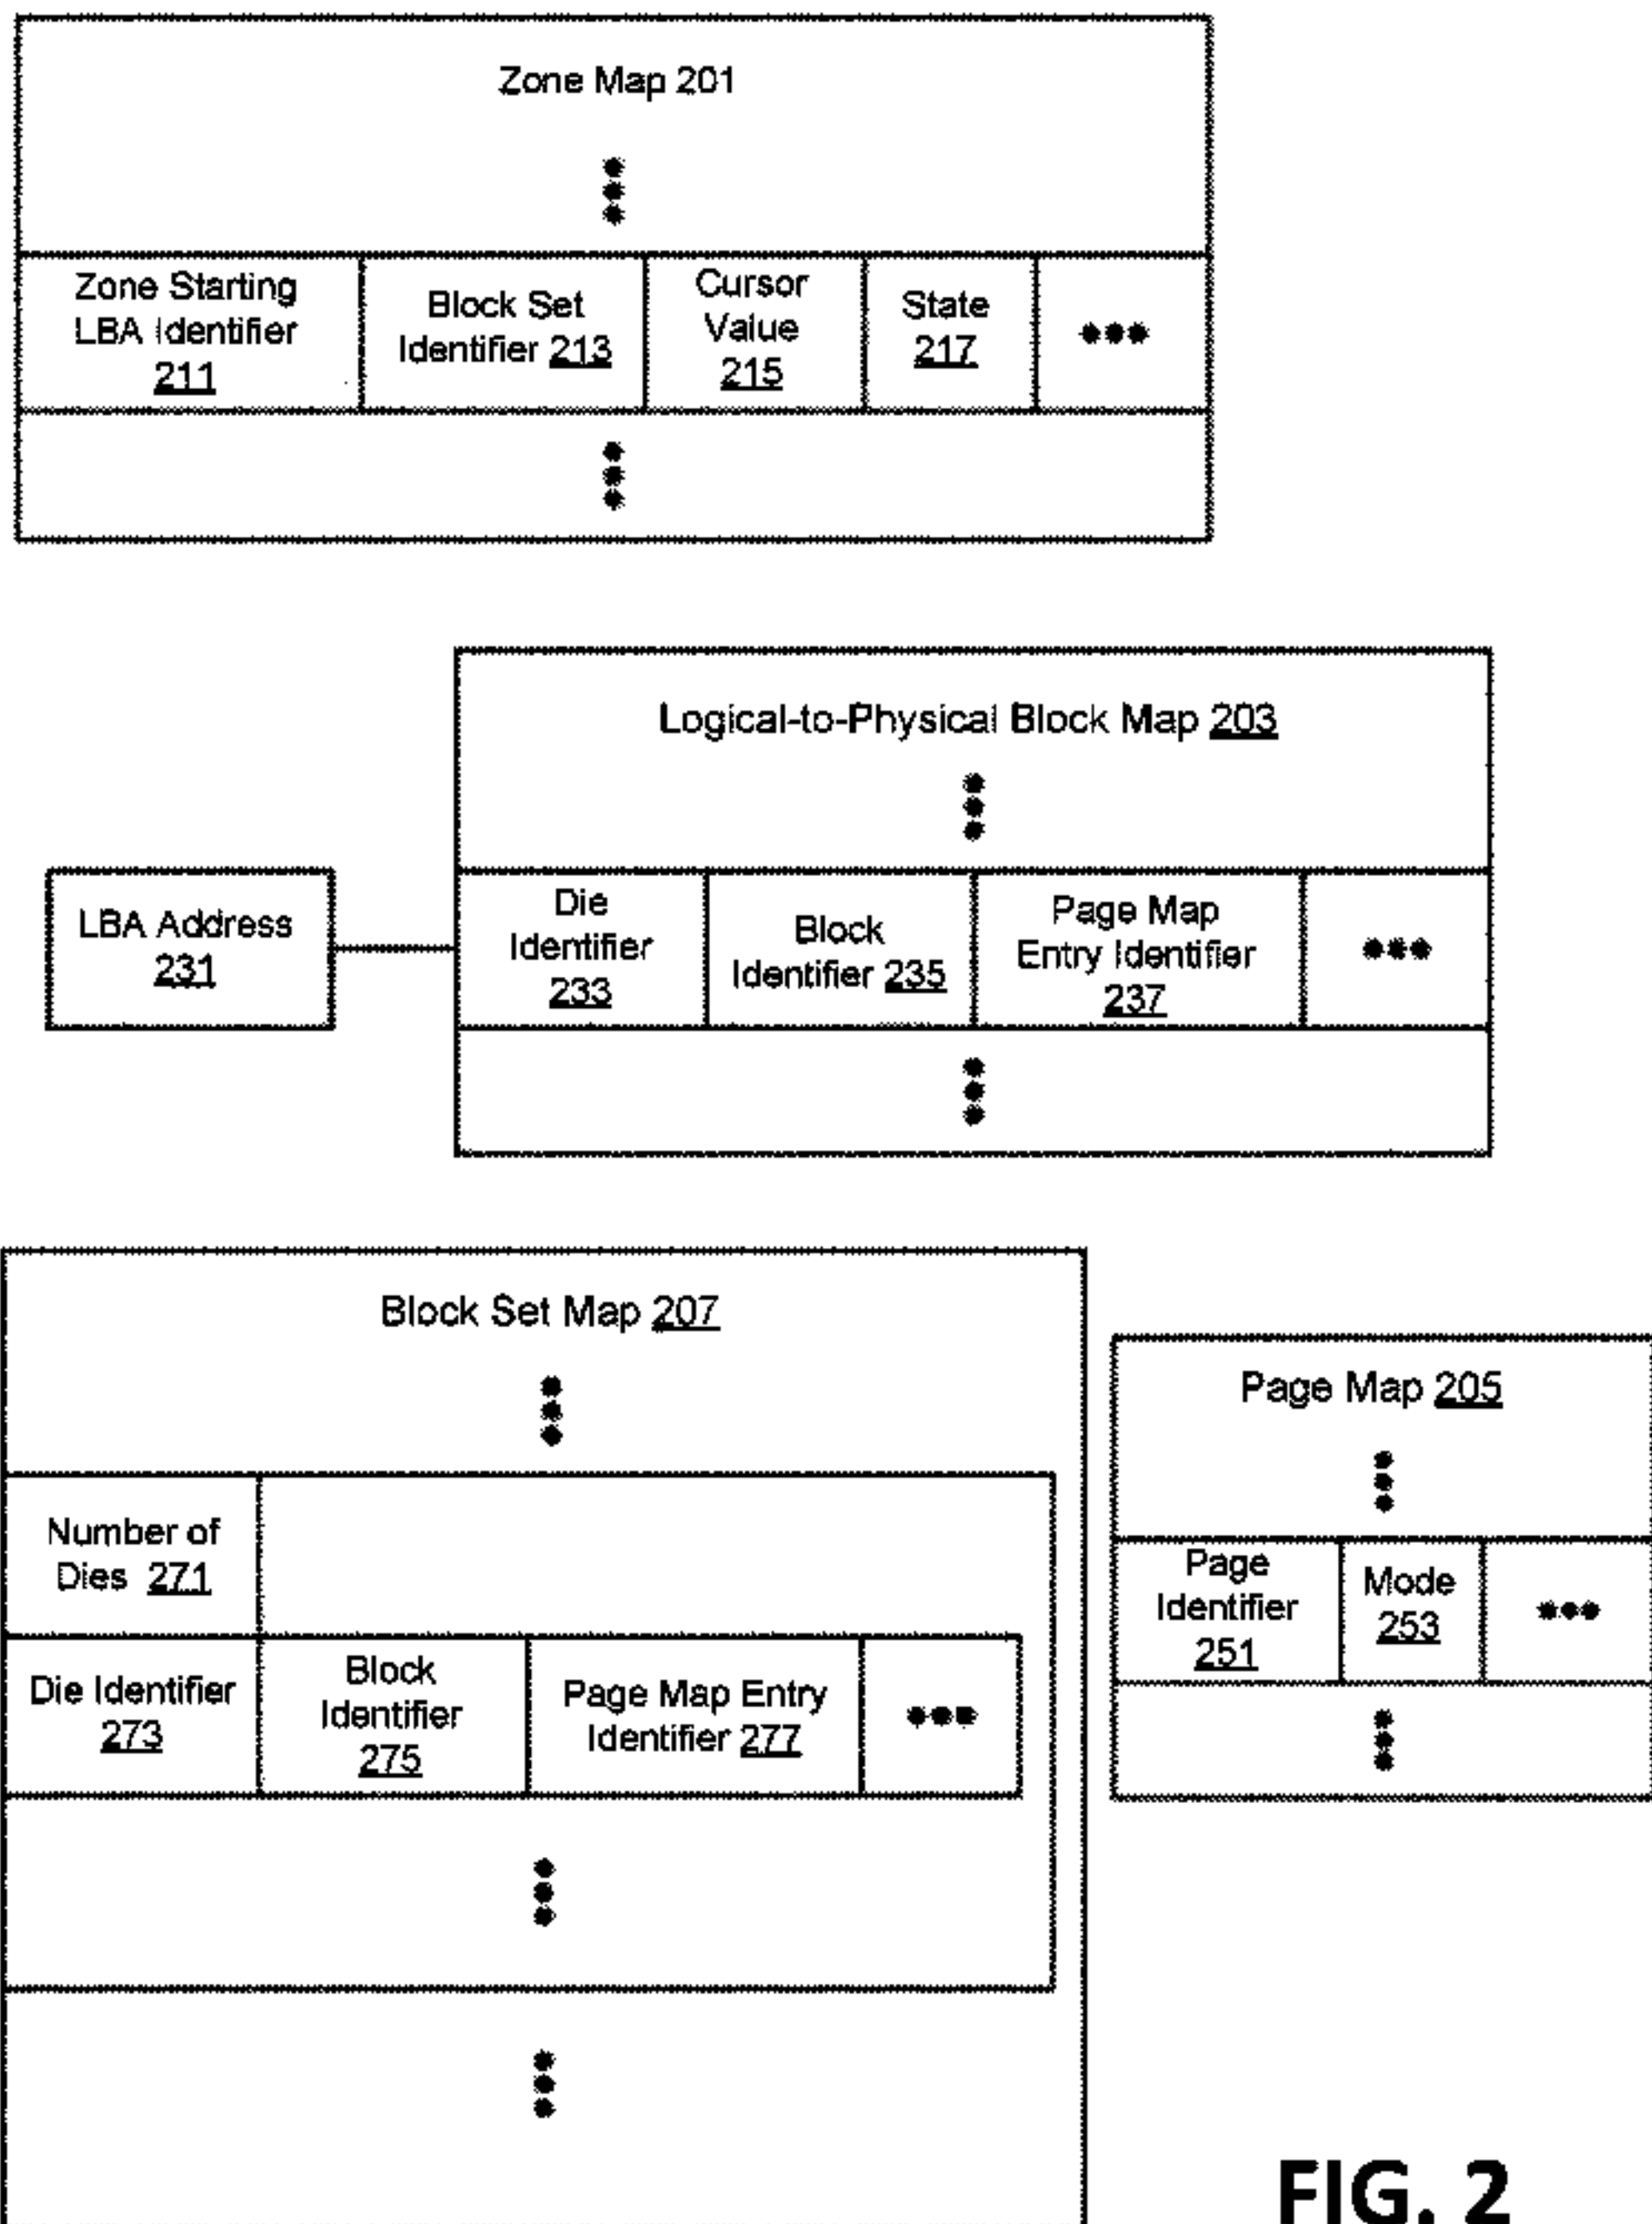 Zone Map 201
Zone Starting
LBA Identifier
211
Block Set
Identifier 213
Cursor
Value
215
State
217
Logical-to-Physical Block Map 203
LBA Address
231
Die
Identifier
233
Block
Identifier 235
Page Map
Entry Identifier
237
Block Set Map 207
Number of
Dies 271
Die Identifier
273
Block
Identifier
275
Page Map Entry
Identifier 277
Page Map 205
Page
Identifier
251
Mode
253
FIG. 2